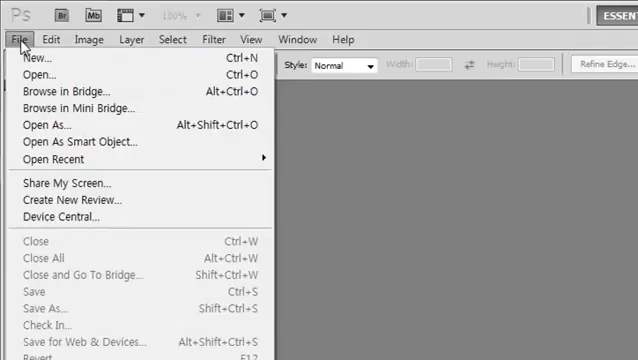 Ps Br Mb 100% ESSEN
File Edit Image Layer Select Filter View Window Help
Style: Normal Width: Height: Refine Edge...
New... Ctrl+N
Open... Ctrl+O
Browse in Bridge... Alt+Ctrl+O
Browse in Mini Bridge...
Open As... Alt+Shift+Ctrl+O
Open As Smart Object...
Open Recent
Share My Screen...
Create New Review...
Device Central...
Close Ctrl+W
Close All Alt+Ctrl+W
Close and Go To Bridge... Shift+Ctrl+W
Save Ctrl+S
Save As... Shift+Ctrl+S
Check In...
Save for Web & Devices... Alt+Shift+Ctrl+S
Revert F12